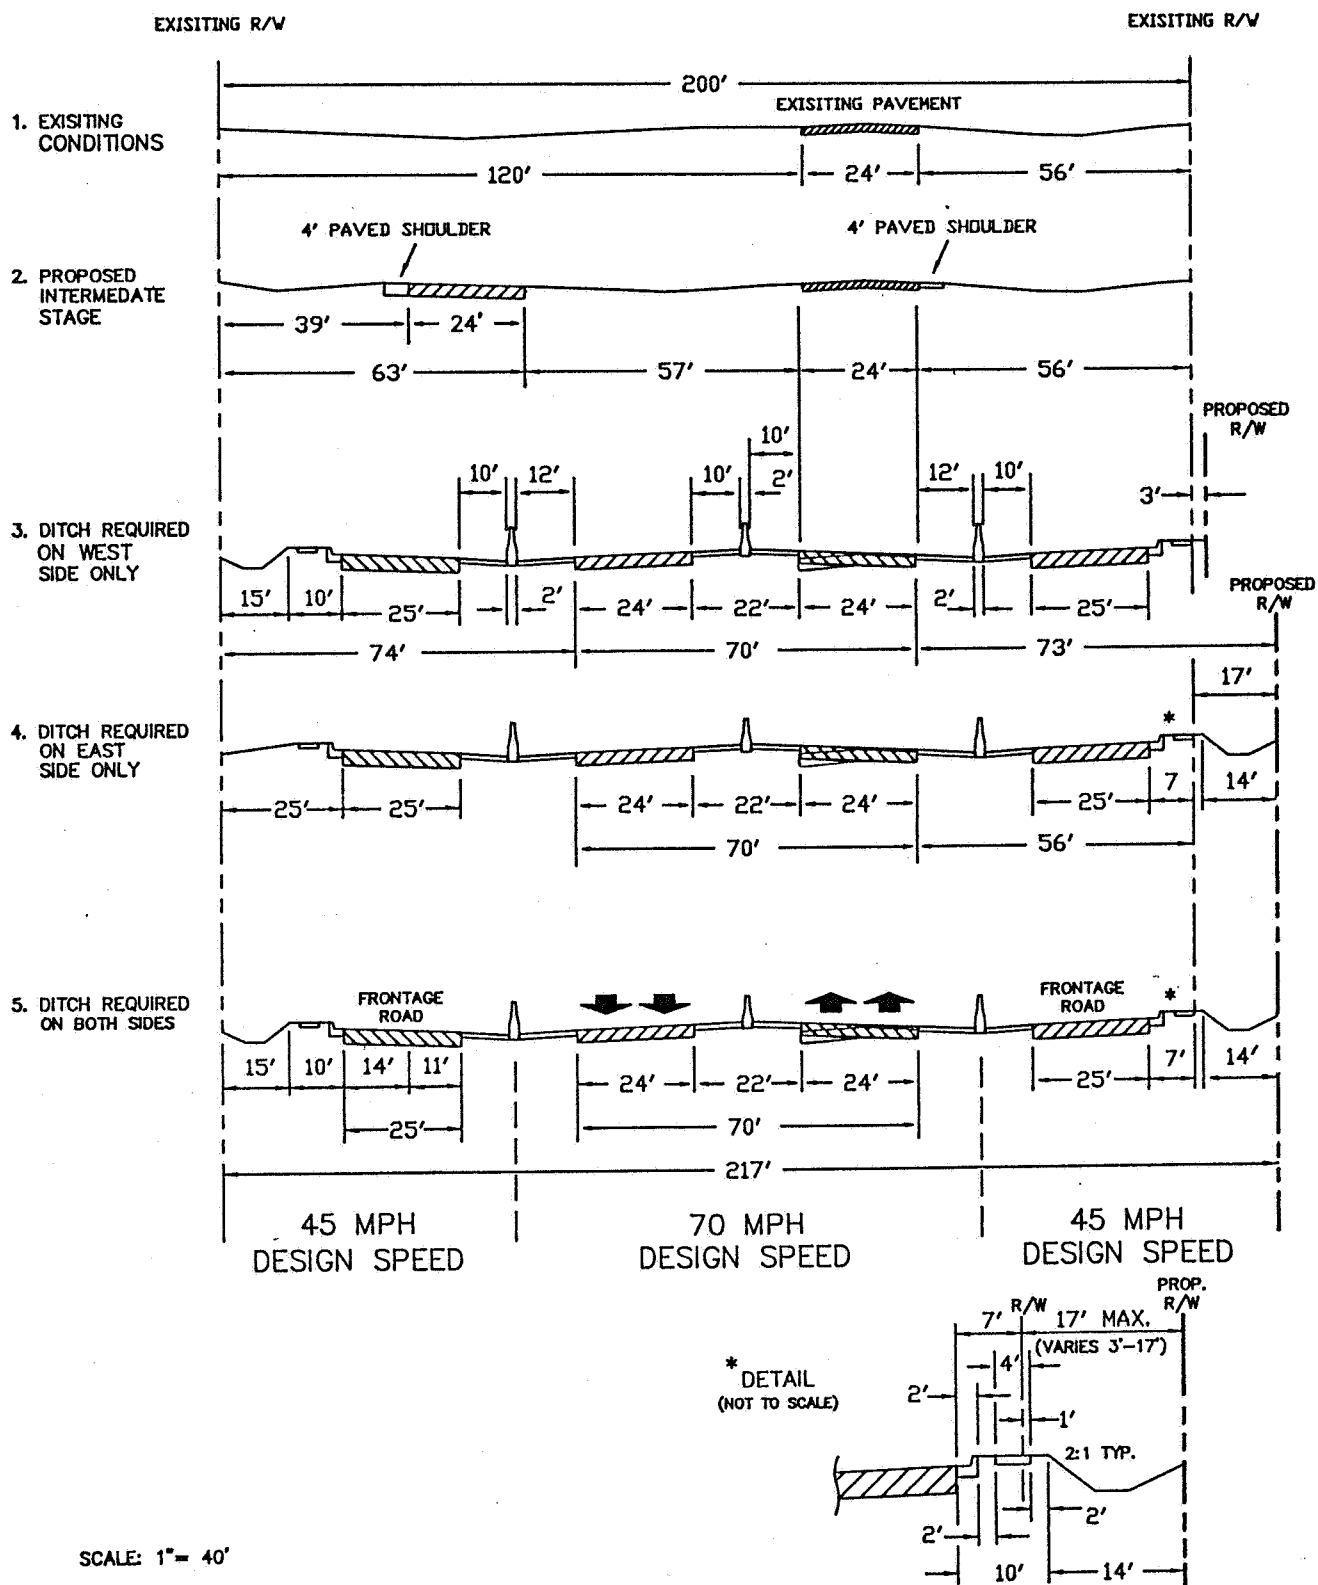 EXISITING R/W
EXISITING R/W
200'
EXISITING PAVEMENT
1. EXISITING
CONDITIONS
120'
24'
56'
4' PAVED SHOULDER
4' PAVED SHOULDER
2. PROPOSED
INTERMEDATE
STAGE
39'
24'
63'
57'
24'
56'
PROPOSED
R/W
10'
10'
12'
10'
2'
12'
10'
3'
3. DITCH REQUIRED
ON WEST
SIDE ONLY
PROPOSED
R/W
15'
10'
25'
2'
24'
22'
24'
2'
25'
74'
70'
73'
17'
4. DITCH REQUIRED
ON EAST
SIDE ONLY
*
25'
25'
24'
22'
24'
25'
7
14'
70'
56'
5. DITCH REQUIRED
ON BOTH SIDES
FRONTAGE
ROAD
FRONTAGE
ROAD
*
15'
10'
14'
11'
24'
22'
24'
25'
7'
14'
25'
70'
217'
45 MPH
DESIGN SPEED
70 MPH
DESIGN SPEED
45 MPH
DESIGN SPEED
PROP.
R/W
R/W
7'
17' MAX.
(VARIES 3'-17')
*
DETAIL
(NOT TO SCALE)
4'
2'
1'
2:1 TYP.
2'
2'
10'
14'
SCALE: 1"= 40'